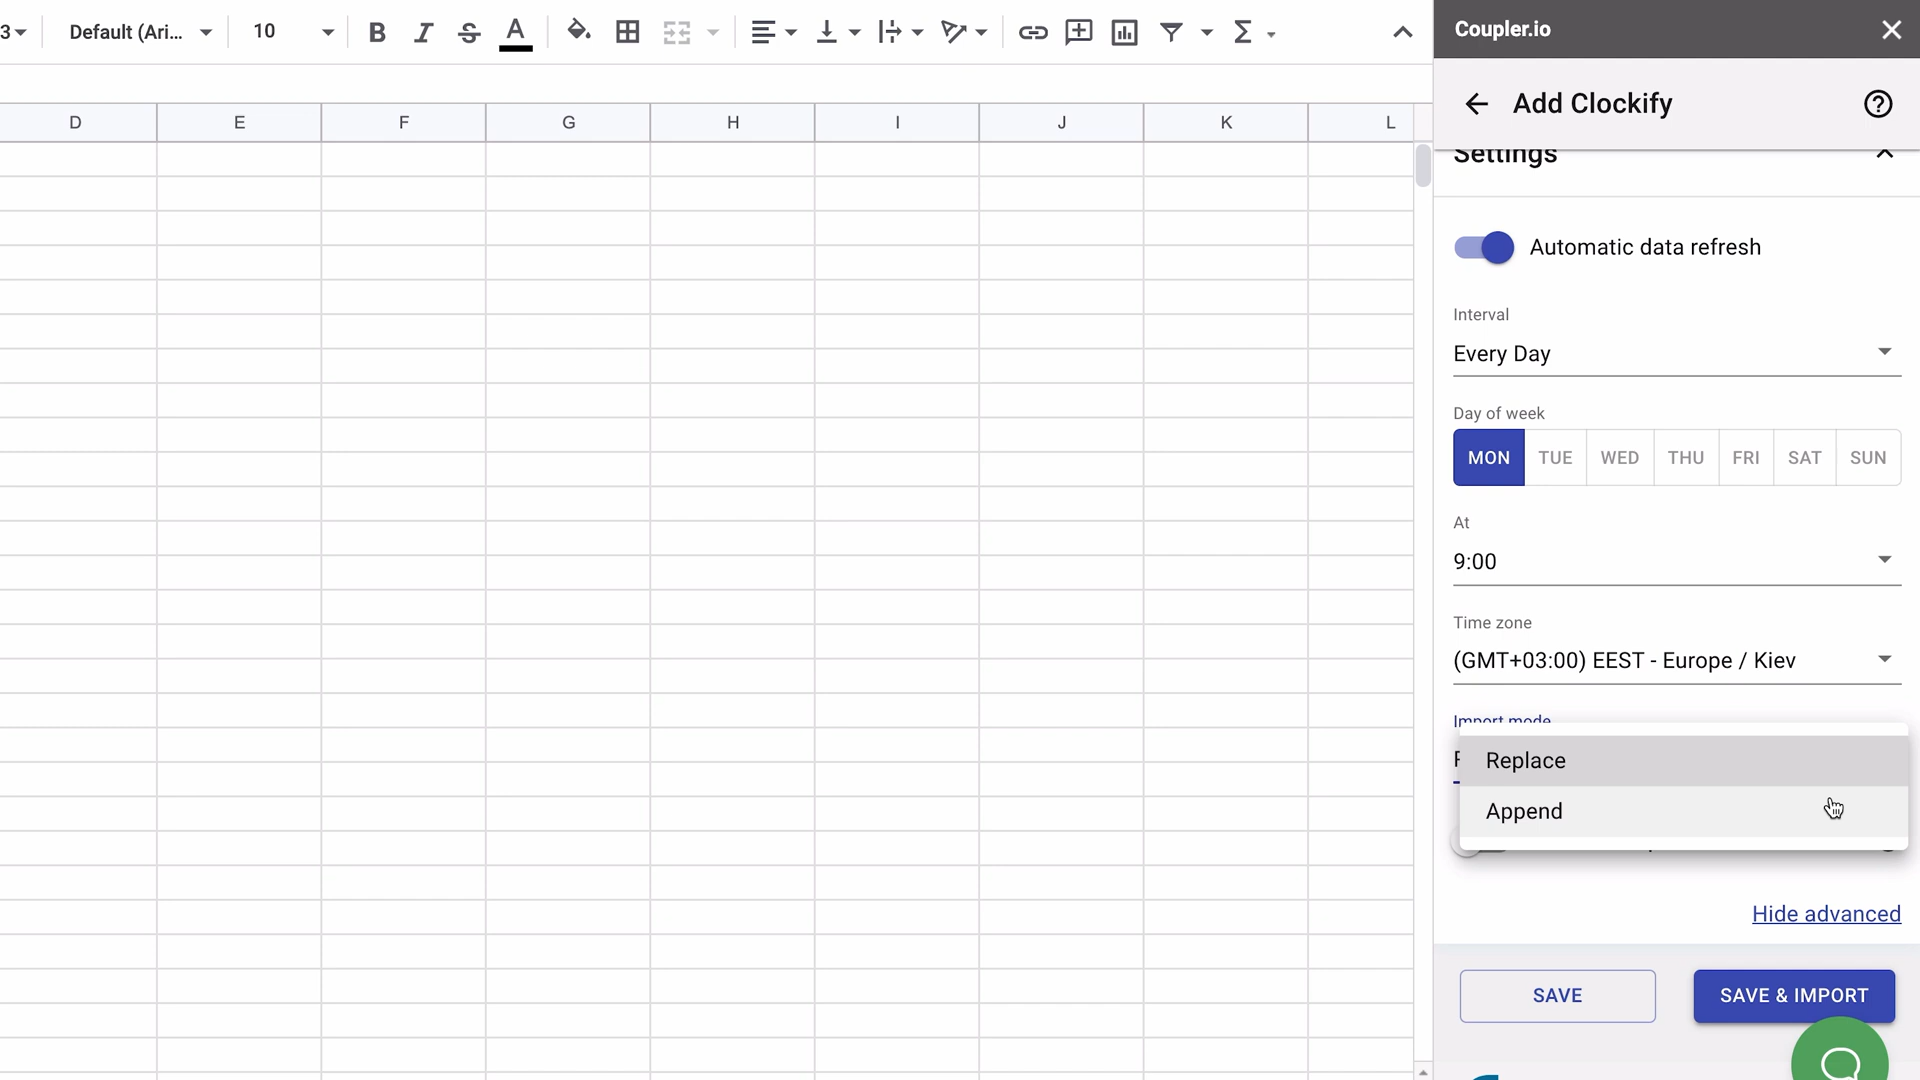 3 Default (Ari... 10 B I S A
Coupler.io
Add Clockify
D E F G H I J K L
Settings
Automatic data refresh
Interval
Every Day
Day of week
MON TUE WED THU FRI SAT SUN
At
9:00
Time zone
(GMT+03:00) EEST - Europe / Kiev
Import mode
Replace
Append
Hide advanced
SAVE SAVE & IMPORT